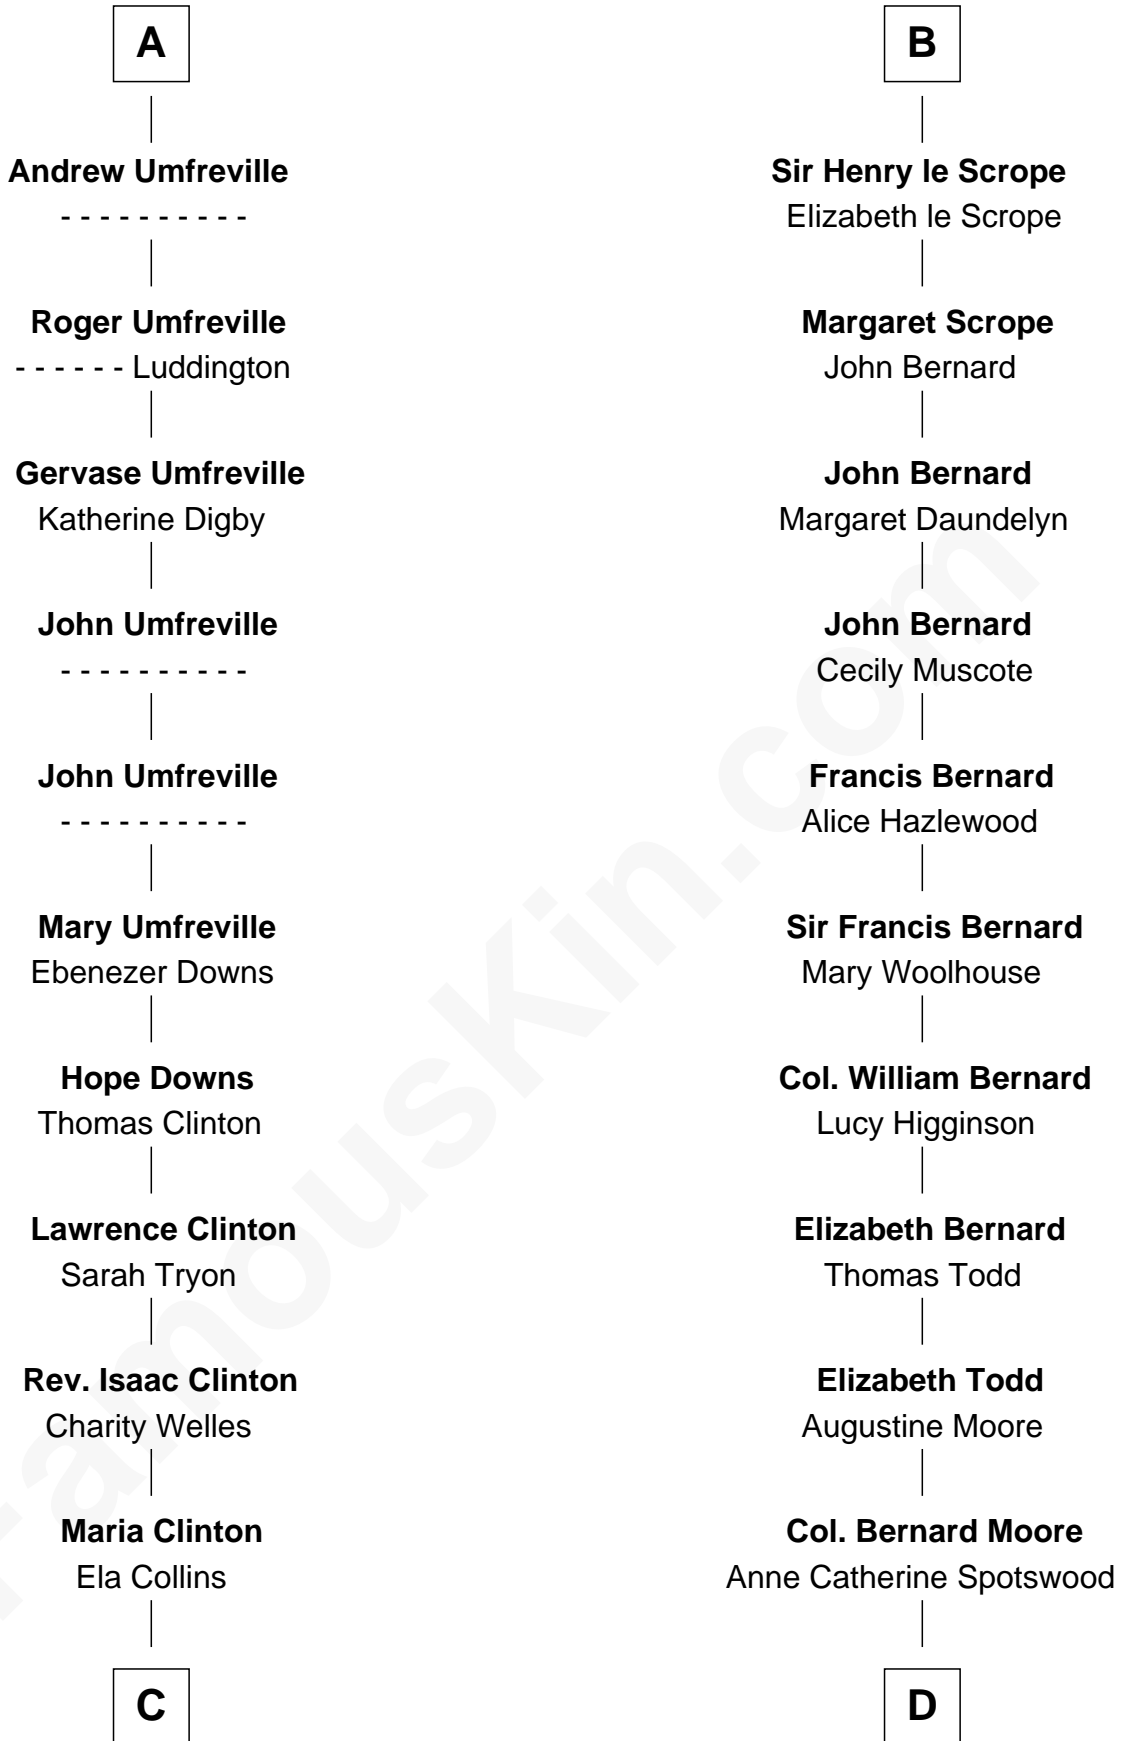 A
Andrew Umfreville
- - - - - - - - - -
Roger Umfreville
- - - - - - Luddington
Gervase Umfreville
Katherine Digby
John Umfreville
- - - - - - - - - -
John Umfreville
- - - - - - - - - -
Mary Umfreville
Ebenezer Downs
Hope Downs
Thomas Clinton
Lawrence Clinton
Sarah Tryon
Rev. Isaac Clinton
Charity Welles
Maria Clinton
Ela Collins
C
B
Sir Henry le Scrope
Elizabeth le Scrope
Margaret Scrope
John Bernard
John Bernard
Margaret Daundelyn
John Bernard
Cecily Muscote
Francis Bernard
Alice Hazlewood
Sir Francis Bernard
Mary Woolhouse
Col. William Bernard
Lucy Higginson
Elizabeth Bernard
Thomas Todd
Elizabeth Todd
Augustine Moore
Col. Bernard Moore
Anne Catherine Spotswood
D
FamousKin.com